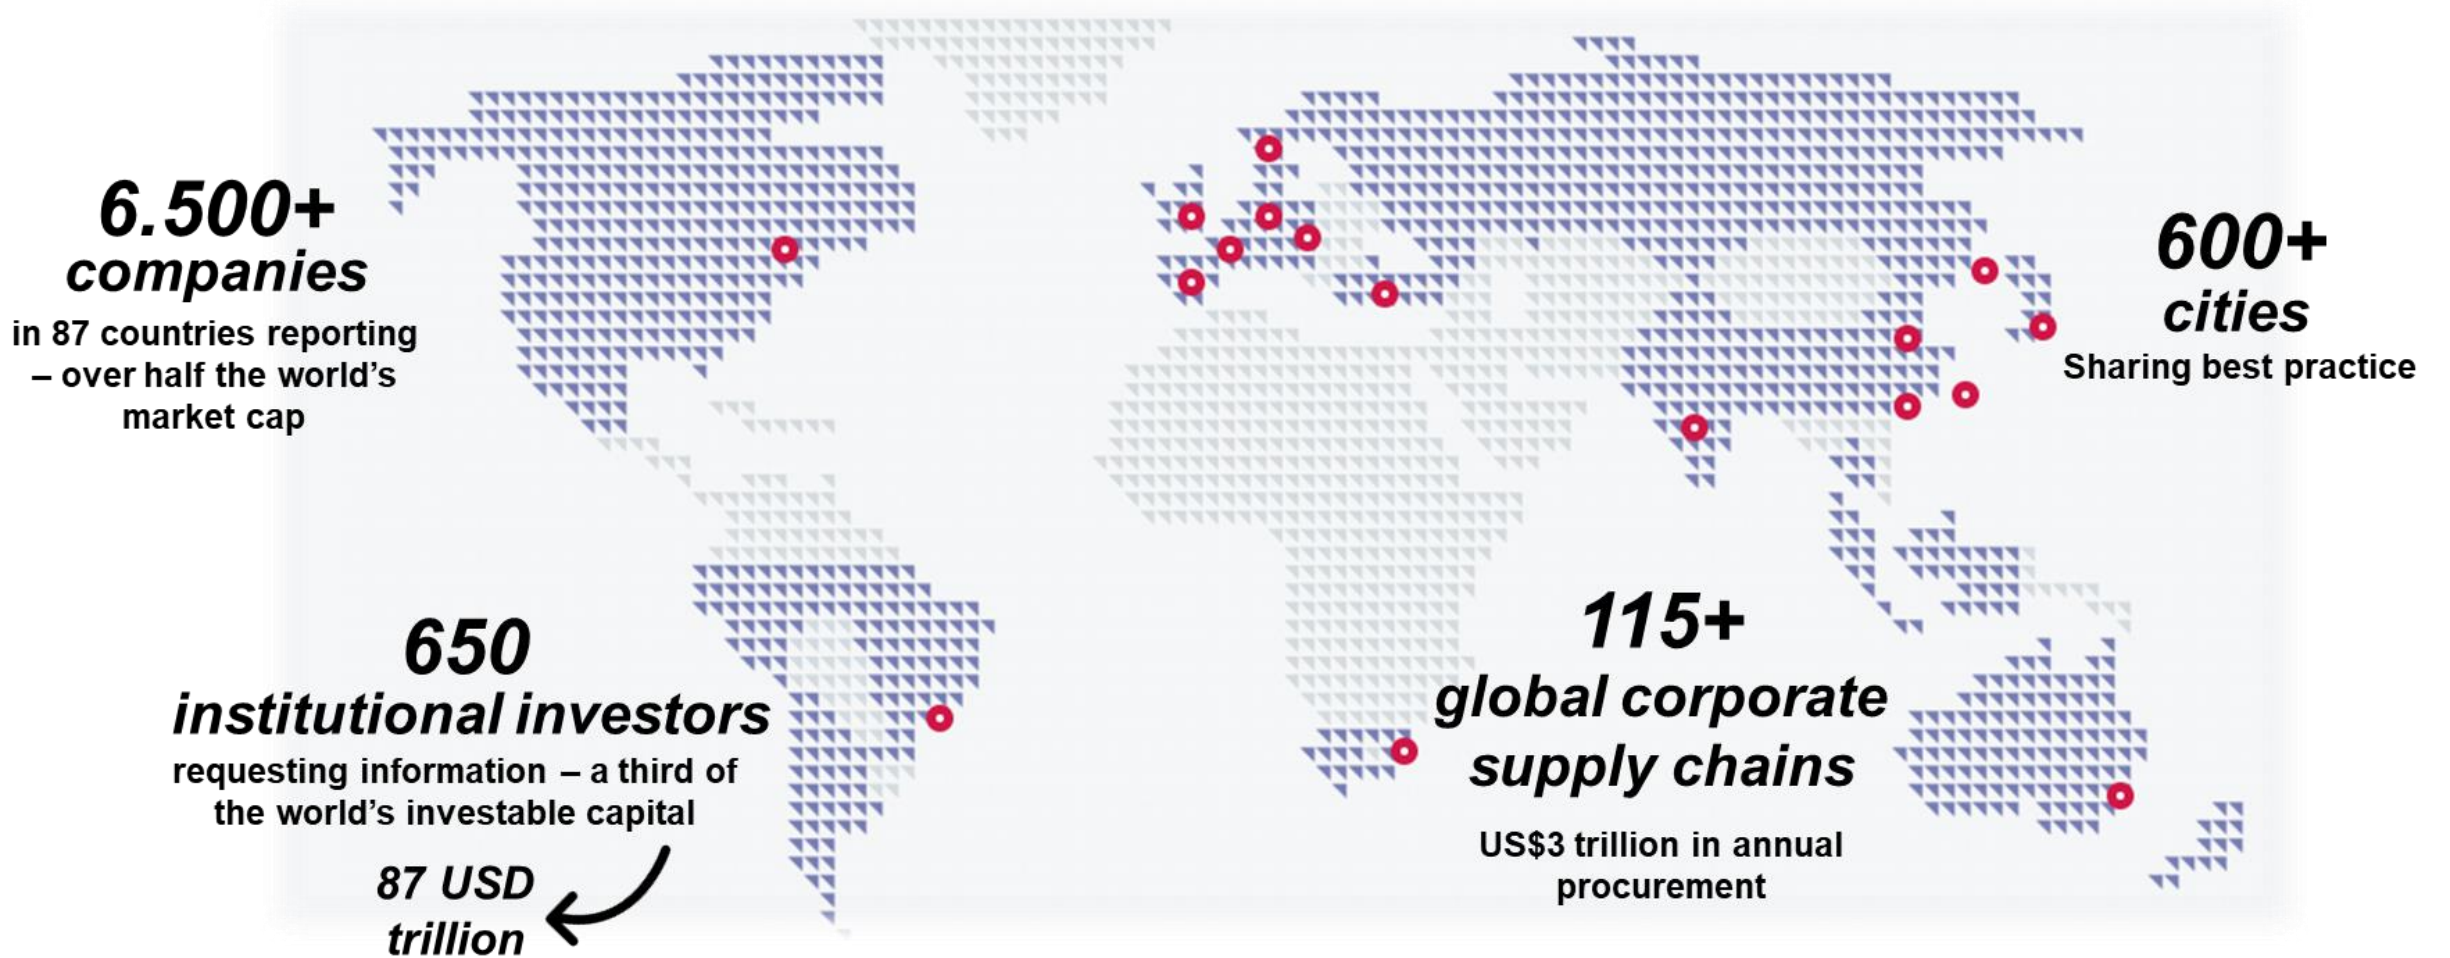 6.500+
companies
in 87 countries reporting
– over half the world’s
market cap
600+
cities
Sharing best practice
650
institutional investors
requesting information – a third of
the world’s investable capital
87 USD
trillion
115+
global corporate
supply chains
US$3 trillion in annual
procurement